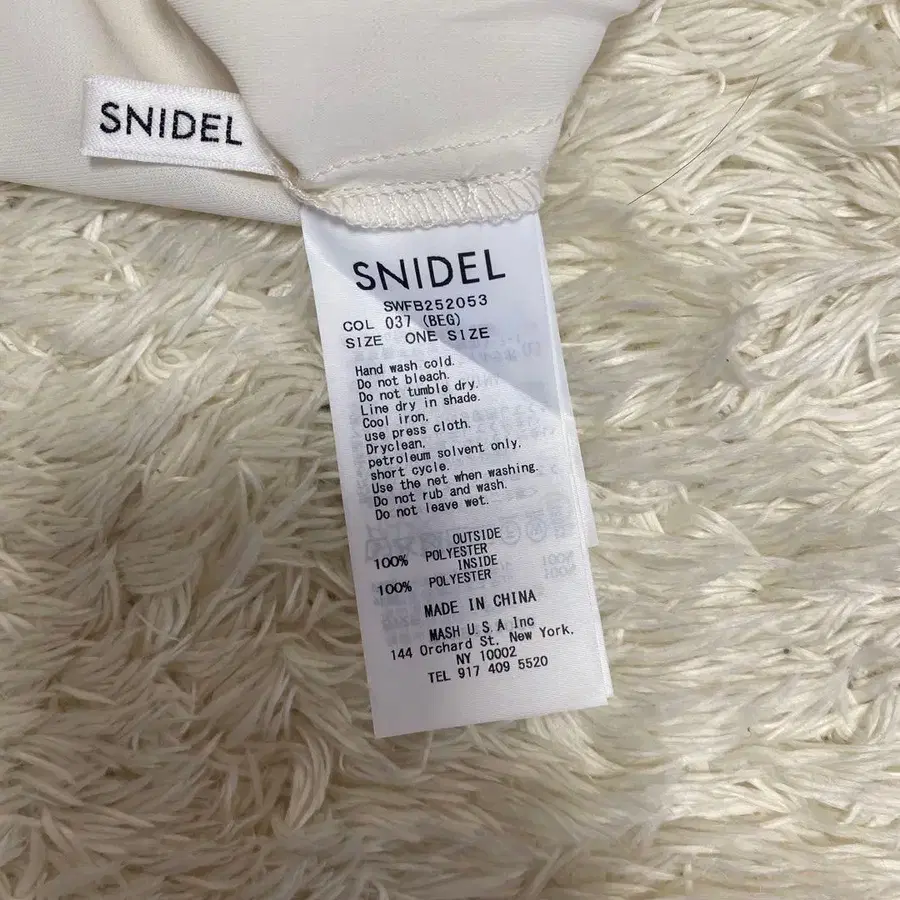 SNIDEL
SNIDEL
SWFB252053
COL 037 (BEG)
SIZE ONE SIZE
Hand wash cold.
Do not bleach.
Do not tumble dry.
Line dry in shade.
Cool iron,
use press cloth.
Dryclean,
petroleum solvent only,
short cycle.
Use the net when washing.
Do not rub and wash.
Do not leave wet.
OUTSIDE
100% POLYESTER
INSIDE
100% POLYESTER
MADE IN CHINA
MASH U.S.A Inc
144 Orchard St. New York,
NY 10002
TEL 917 409 5520